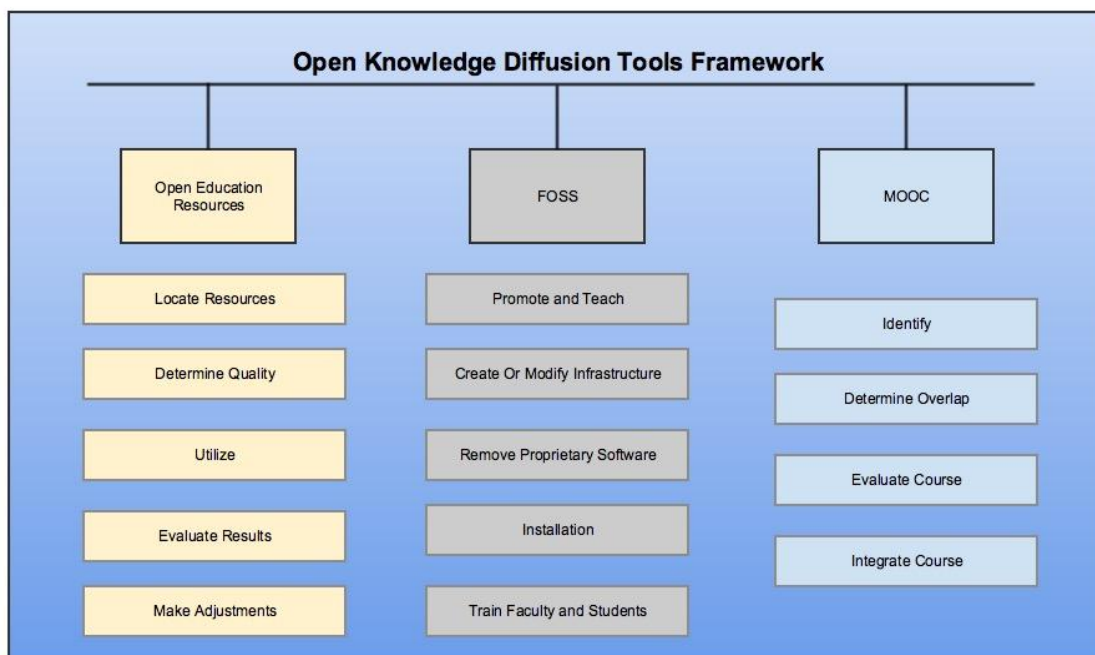 Open Knowledge Diffusion Tools Framework
Open Education
Resources
FOSS
MOOC
Locate Resources
Determine Quality
Utilize
Evaluate Results
Make Adjustments
Promote and Teach
Create Or Modify Infrastructure
Remove Proprietary Software
Installation
Train Faculty and Students
Identify
Determine Overlap
Evaluate Course
Integrate Course